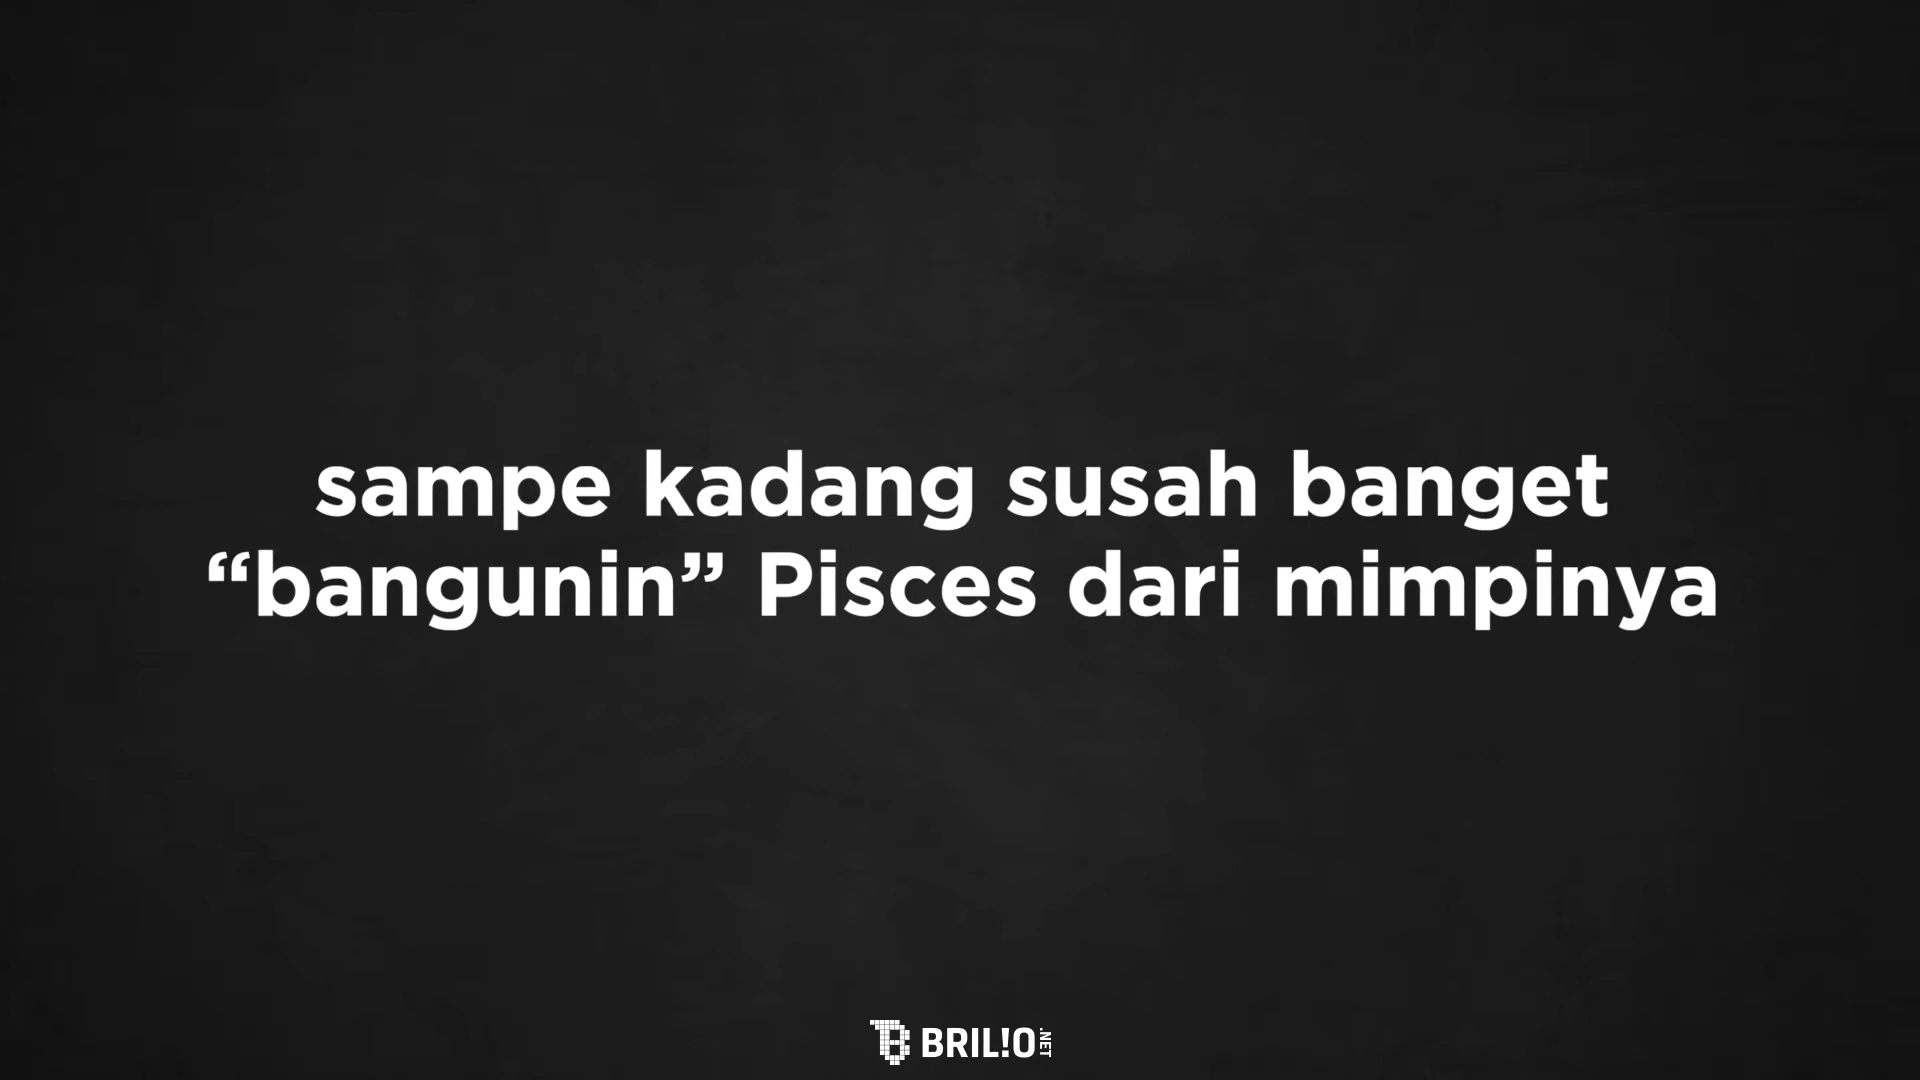 sampe kadang susah banget
“bangunin” Pisces dari mimpinya
BRIL!O.NET